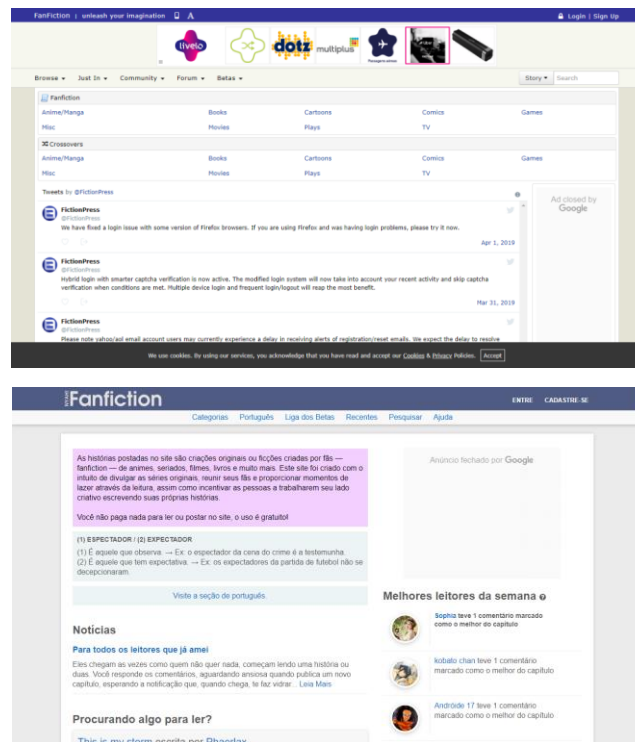 FanFiction | unleash your imagination A Login | Sign Up
livelo dotz multiplus
Browse Just In Community Forum Betas Story Search
Fanfiction
Anime/Manga Books Cartoons Comics Games
Misc Movies Plays TV
Crossovers
Anime/Manga Books Cartoons Comics Games
Misc Movies Plays TV
Tweets by @FictionPress
Ad closed by
Google
FictionPress
@FictionPress
We have fixed a login issue with some version of Firefox browsers. If you are using Firefox and was having login problems, please try it now.
Apr 1, 2019
FictionPress
@FictionPress
Hybrid login with smarter captcha verification is now active. The modified login system will now take into account your recent activity and skip captcha
verification when conditions are met. Multiple device login and frequent login/logout will reap the most benefit.
Mar 31, 2019
FictionPress
@FictionPress
Please note yahoo/aol email account users may currently experience a delay in receiving alerts of registration/reset emails. We expect the delay to resolve
We use cookies. By using our services, you acknowledge that you have read and accept our Cookies & Privacy Policies. Accept
Fanfiction ENTRE CADASTRE-SE
Categorias Português Liga dos Betas Recentes Pesquisar Ajuda
As histórias postadas no site são criações originais ou ficções criadas por fãs —
fanfiction — de animes, seriados, filmes, livros e muito mais. Este site foi criado com o
intuito de divulgar as séries originais, reunir seus fãs e proporcionar momentos de
lazer através da leitura, assim como incentivar as pessoas a trabalharem seu lado
criativo escrevendo suas próprias histórias.
Você não paga nada para ler ou postar no site, o uso é gratuito!
Anúncio fechado por Google
(1) ESPECTADOR / (2) EXPECTADOR
(1) É aquele que observa. → Ex: o espectador da cena do crime é a testemunha.
(2) É aquele que tem expectativa. → Ex: os expectadores da partida de futebol não se
decepcionaram.
Visite a seção de português.
Notícias
Para todos os leitores que já amei
Eles chegam as vezes como quem não quer nada, começam lendo uma história ou
duas. Você responde os comentários, aguardando ansiosa quando publica um novo
capítulo, esperando a notificação que, quando chega, te faz vidrar... Leia Mais
Procurando algo para ler?
This is my storm escrita por Phaerlax
Melhores leitores da semana
Sophia teve 1 comentário marcado
como o melhor do capítulo
kobato chan teve 1 comentário
marcado como o melhor do capítulo
Andróide 17 teve 1 comentário
marcado como o melhor do capítulo